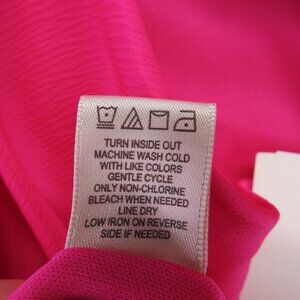 TURN INSIDE OUT
MACHINE WASH COLD
WITH LIKE COLORS
GENTLE CYCLE
ONLY NON-CHLORINE
BLEACH WHEN NEEDED
LINE DRY
LOW IRON ON REVERSE
SIDE IF NEEDED